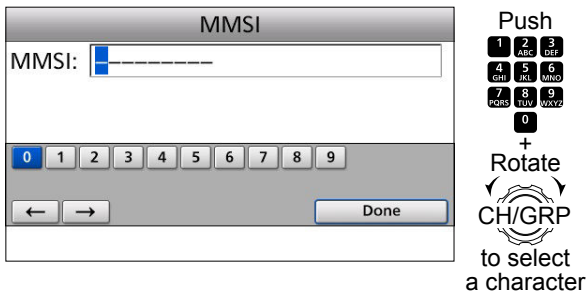 MMSI
MMSI: ---------
0 1 2 3 4 5 6 7 8 9
← → Done
Push
1 2 ABC 3 DEF
4 GHI 5 JKL 6 MNO
7 PQRS 8 TUV 9 WXYZ
0
+
Rotate
CH/GRP
to select
a character